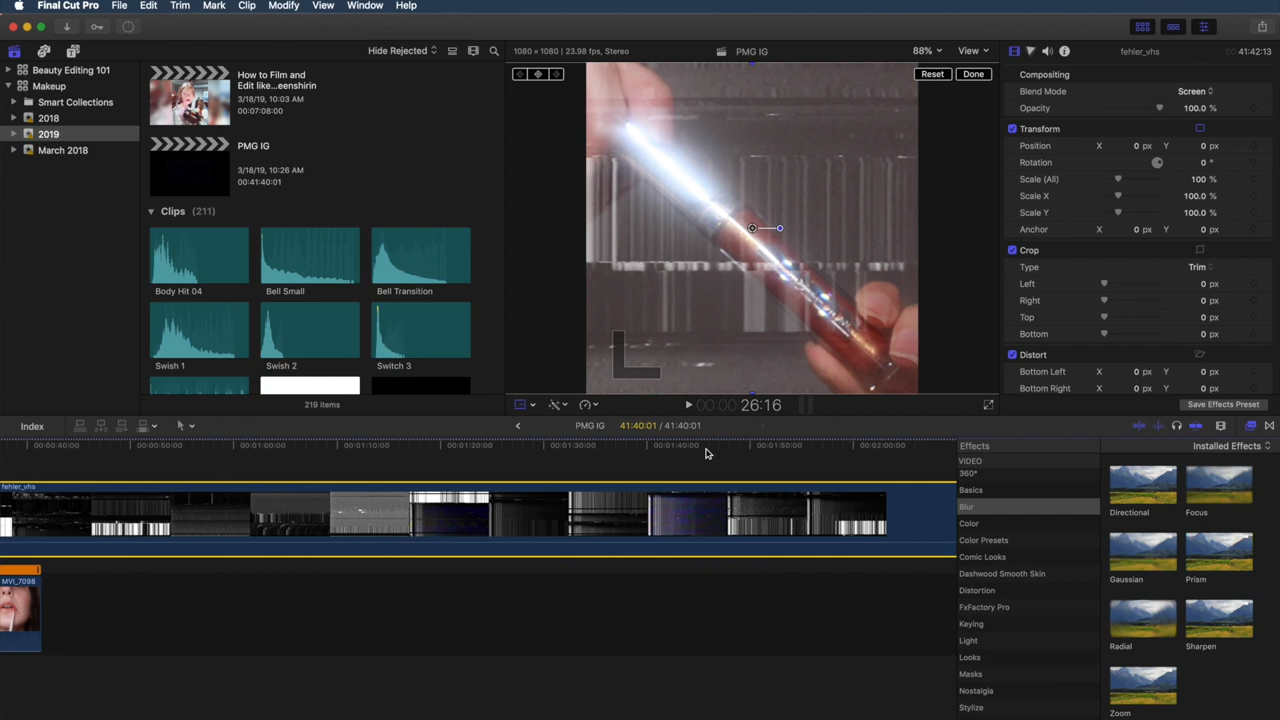 Final Cut Pro File Edit Trim Mark Clip Modify View Window Help
Hide Rejected
1080 × 1080 | 23.98 fps, Stereo
PMG IG
88%
View
fehler_vhs
00:41:42:13
Beauty Editing 101
Makeup
Smart Collections
2018
2019
March 2018
How to Film and
Edit like...eenshirin
3/18/19, 10:03 AM
00:07:08:00
PMG IG
3/18/19, 10:26 AM
00:41:40:01
Clips (211)
Body Hit 04
Bell Small
Bell Transition
Swish 1
Swish 2
Switch 3
219 items
Reset
Done
00:00:26:16
Compositing
Blend Mode Screen
Opacity 100.0 %
Transform
Position X 0 px Y 0 px
Rotation 0 °
Scale (All) 100 %
Scale X 100.0 %
Scale Y 100.0 %
Anchor X 0 px Y 0 px
Crop
Type Trim
Left 0 px
Right 0 px
Top 0 px
Bottom 0 px
Distort
Bottom Left X 0 px Y 0 px
Bottom Right X 0 px Y 0 px
Save Effects Preset
Index
PMG IG
41:40:01 / 41:40:01
00:00:40:00 00:00:50:00 00:01:00:00 00:01:10:00 00:01:20:00 00:01:30:00 00:01:40:00 00:01:50:00 00:02:00:00
fehler_vhs
MVI_7098
Effects
Installed Effects
VIDEO
360°
Basics
Blur
Color
Color Presets
Comic Looks
Dashwood Smooth Skin
Distortion
FxFactory Pro
Keying
Light
Looks
Masks
Nostalgia
Stylize
Directional
Focus
Gaussian
Prism
Radial
Sharpen
Zoom